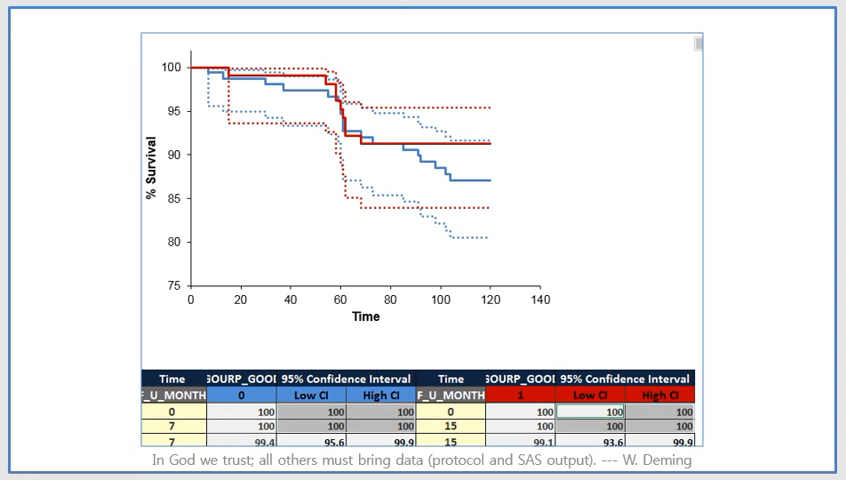 100
95
90
85
80
75
% Survival
0 20 40 60 80 100 120 140
Time
Time GOURP_GOOD 95% Confidence Interval Time GOURP_GOOD 95% Confidence Interval
F_U_MONTH 0 Low CI High CI F_U_MONTH 1 Low CI High CI
0 100 100 100 0 100 100 100
7 100 100 100 15 100 100 100
7 99.4 95.6 99.9 15 99.1 93.6 99.9
In God we trust; all others must bring data (protocol and SAS output). --- W. Deming